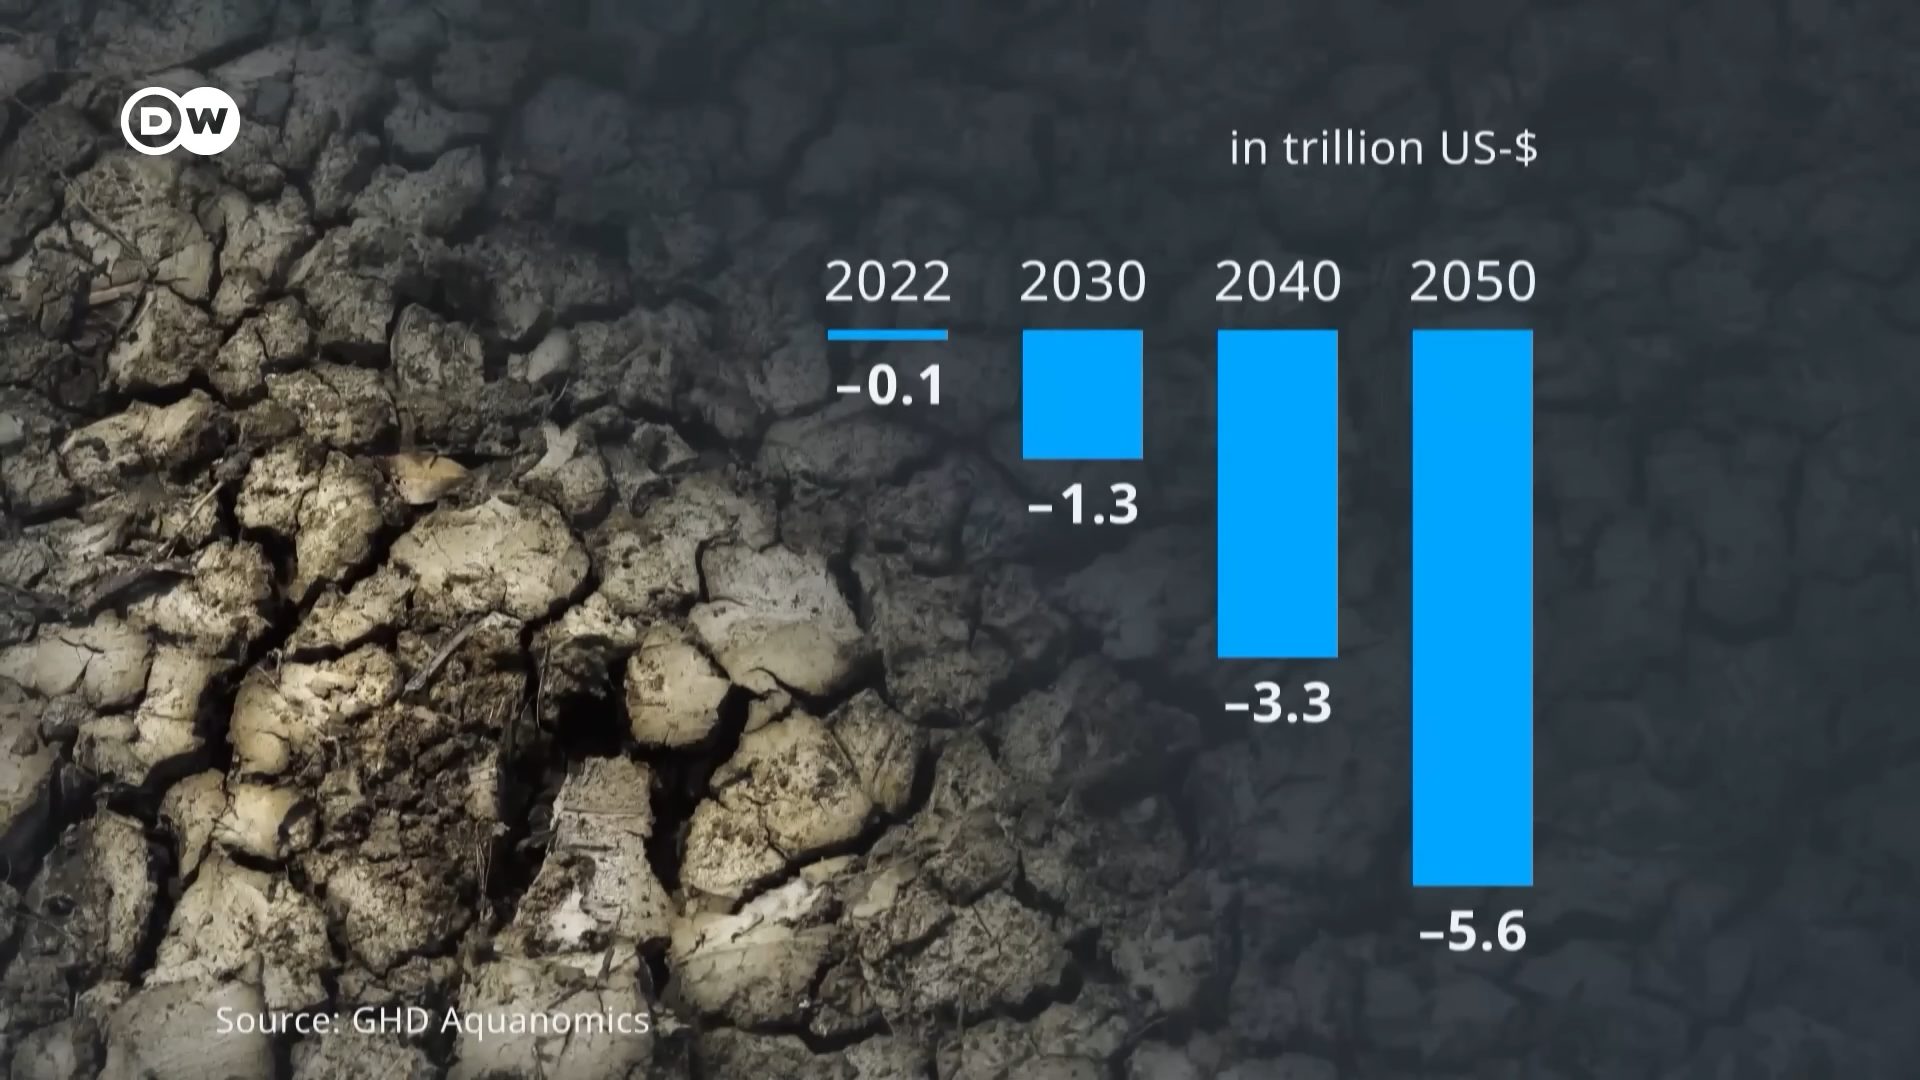 DW
in trillion US-$
2022 2030 2040 2050
–0.1
–1.3
–3.3
–5.6
Source: GHD Aquanomics